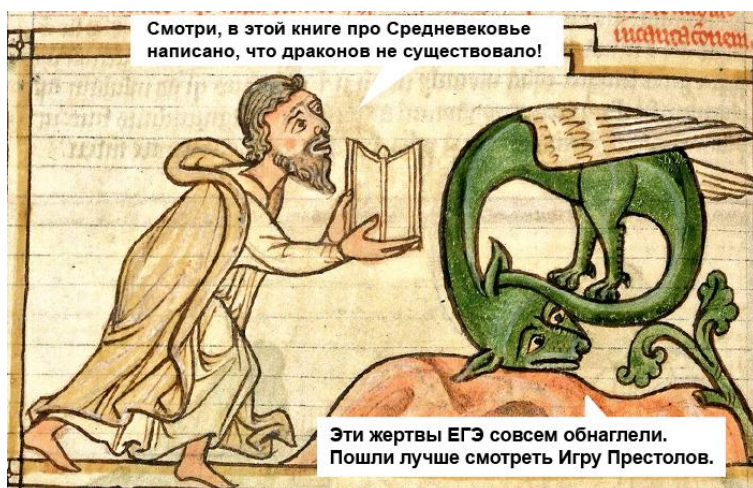 Смотри, в этой книге про Средневековье
написано, что драконов не существовало!
Эти жертвы ЕГЭ совсем обнаглели.
Пошли лучше смотреть Игру Престолов.